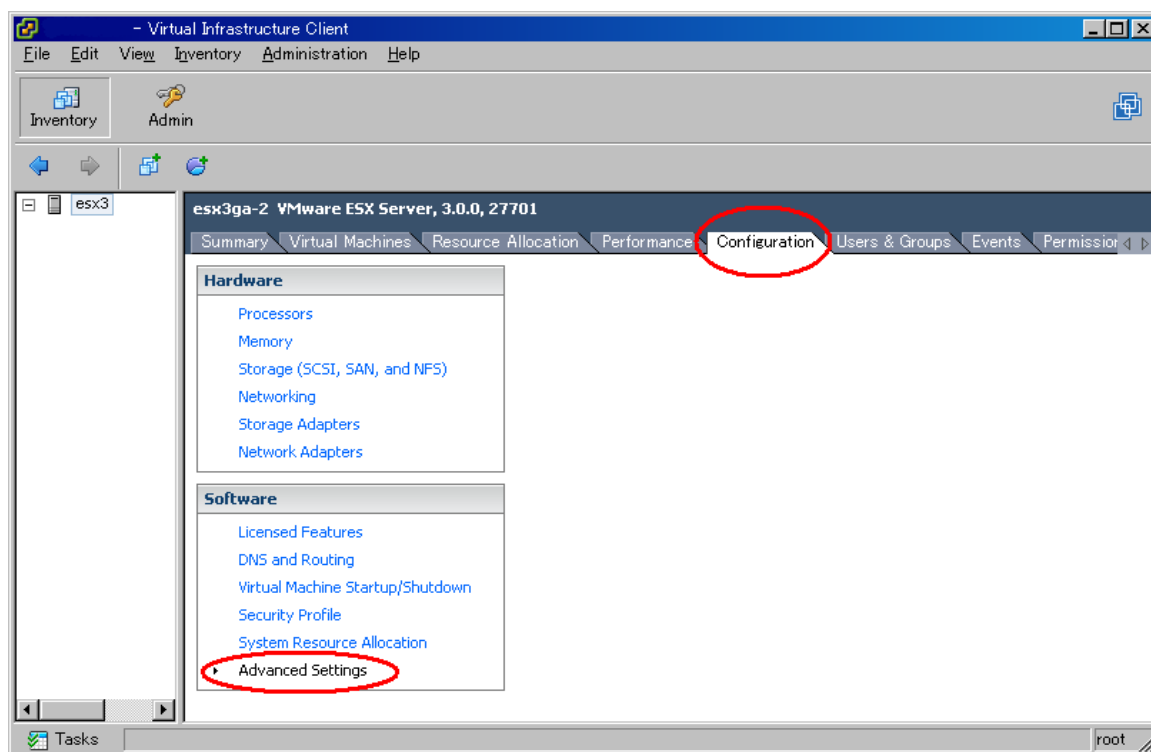 - Virtual Infrastructure Client
File Edit View Inventory Administration Help
Inventory Admin
esx3
esx3ga-2 VMware ESX Server, 3.0.0, 27701
Summary Virtual Machines Resource Allocation Performance Configuration Users & Groups Events Permission
Hardware
Processors
Memory
Storage (SCSI, SAN, and NFS)
Networking
Storage Adapters
Network Adapters
Software
Licensed Features
DNS and Routing
Virtual Machine Startup/Shutdown
Security Profile
System Resource Allocation
Advanced Settings
Tasks root